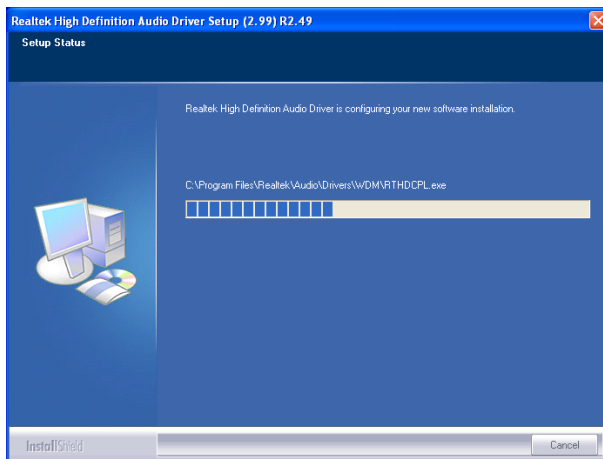 Realtek High Definition Audio Driver Setup (2.99) R2.49
Setup Status
Realtek High Definition Audio Driver is configuring your new software installation.
C:\Program Files\Realtek\Audio\Drivers\WDM\RTHDCPL.exe
InstallShield
Cancel